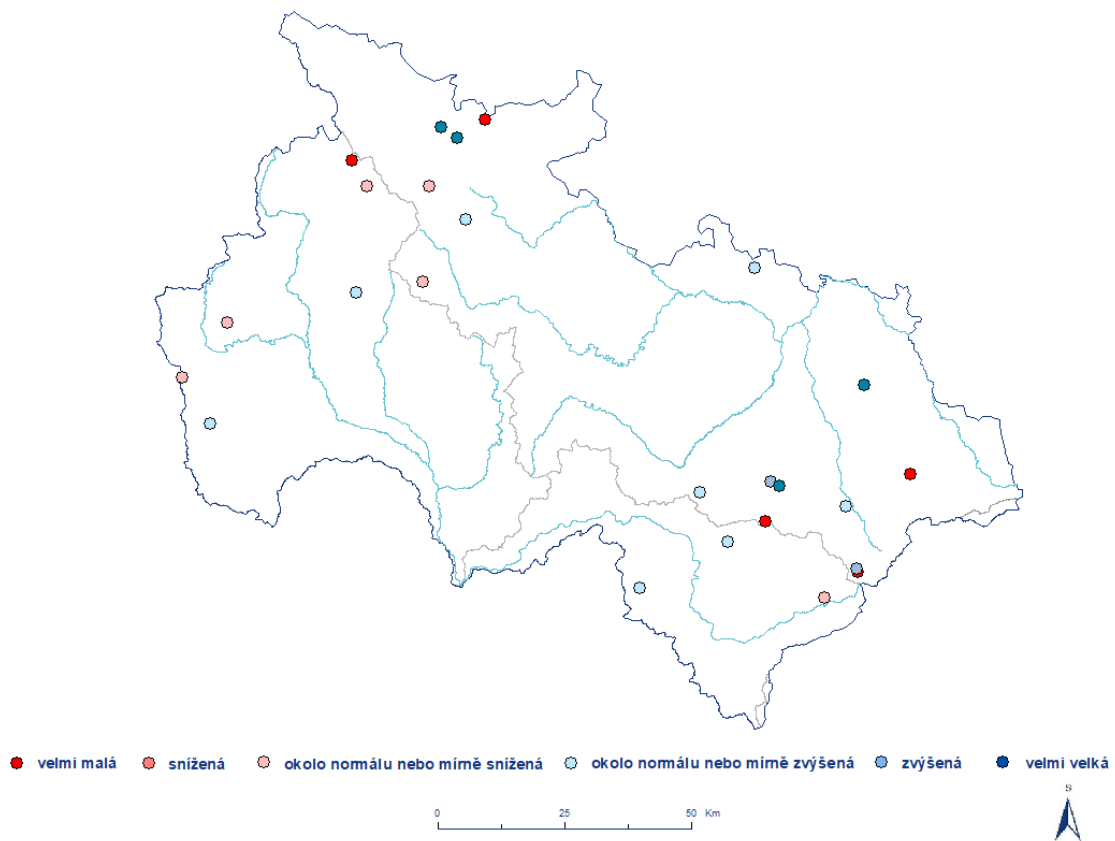 velmi malá snížená okolo normálu nebo mírně snížená okolo normálu nebo mírně zvýšená zvýšená velmi velká
0 25 50 Km
S